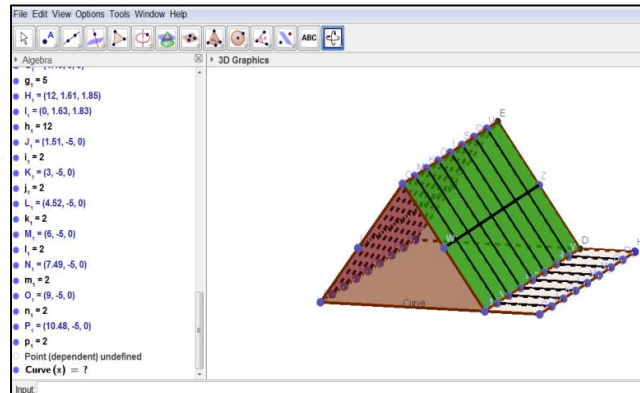 File Edit View Options Tools Window Help
ABC
Algebra
3D Graphics
g₁ = 5
H₁ = (12, 1.61, 1.85)
I₁ = (0, 1.63, 1.83)
h₁ = 12
J₁ = (1.51, -5, 0)
i₁ = 2
K₁ = (3, -5, 0)
j₁ = 2
L₁ = (4.52, -5, 0)
k₁ = 2
M₁ = (6, -5, 0)
l₁ = 2
N₁ = (7.49, -5, 0)
m₁ = 2
O₁ = (9, -5, 0)
n₁ = 2
P₁ = (10.48, -5, 0)
p₁ = 2
Point (dependent) undefined
Curve (x) = ?
E
Z
W
D
H
Curve
Input: